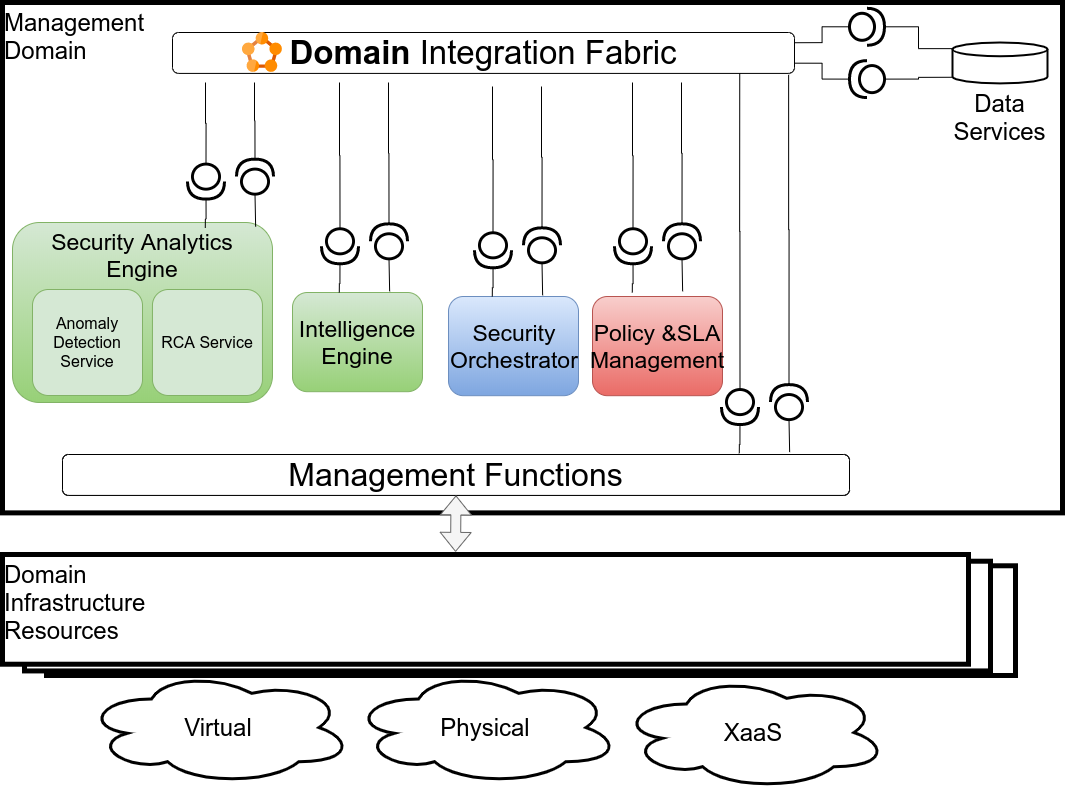 Management
Domain
Domain Integration Fabric
Data
Services
Security Analytics
Engine
Anomaly
Detection
Service
RCA Service
Intelligence
Engine
Security
Orchestrator
Policy &SLA
Management
Management Functions
Domain
Infrastructure
Resources
Virtual
Physical
XaaS